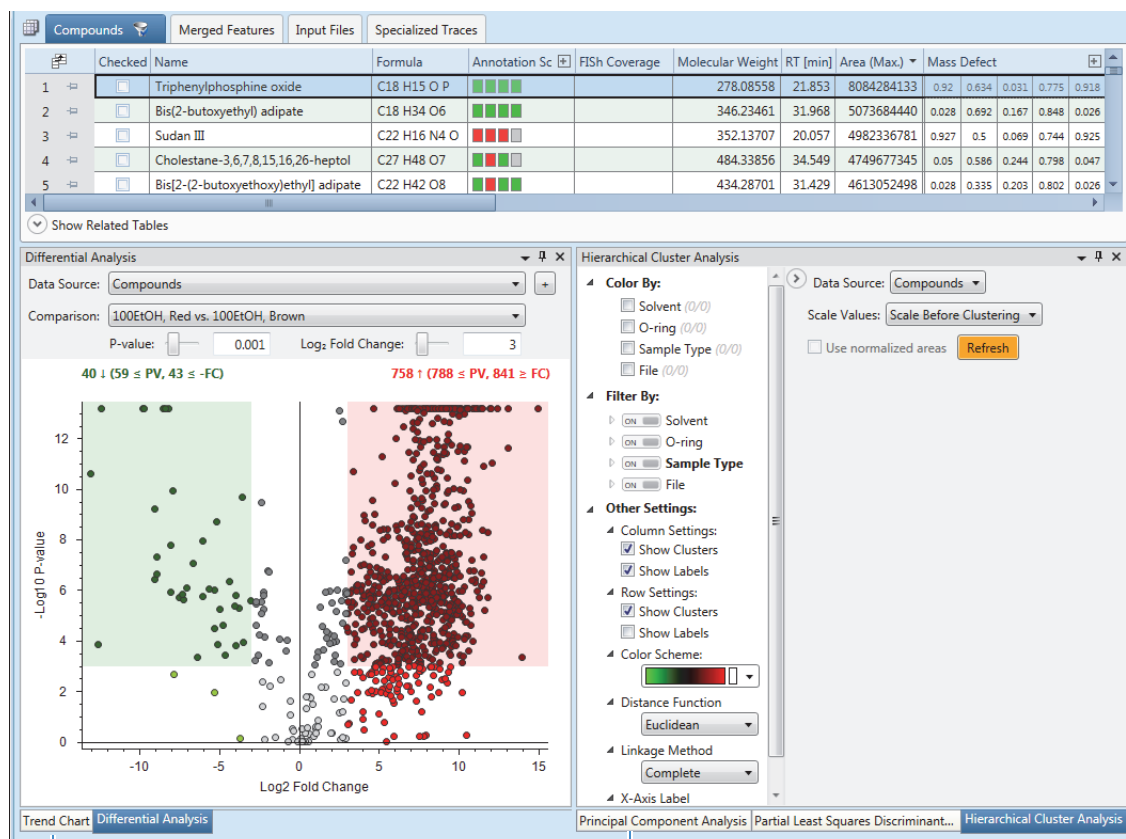 Compounds Merged Features Input Files Specialized Traces
Checked Name Formula Annotation Sc FISh Coverage Molecular Weight RT [min] Area (Max.) Mass Defect
1 Triphenylphosphine oxide C18 H15 O P 278.08558 21.853 8084284133 0.92 0.634 0.031 0.775 0.918
2 Bis(2-butoxyethyl) adipate C18 H34 O6 346.23461 31.968 5073684440 0.028 0.692 0.167 0.848 0.026
3 Sudan III C22 H16 N4 O 352.13707 20.057 4982336781 0.927 0.5 0.069 0.744 0.925
4 Cholestane-3,6,7,8,15,16,26-heptol C27 H48 O7 484.33856 34.549 4749677345 0.05 0.586 0.244 0.798 0.047
5 Bis[2-(2-butoxyethoxy)ethyl] adipate C22 H42 O8 434.28701 31.429 4613052498 0.028 0.335 0.203 0.802 0.026
Show Related Tables
Differential Analysis
Data Source: Compounds +
Comparison: 100EtOH, Red vs. 100EtOH, Brown
P-value: 0.001 Log₂ Fold Change: 3
40 ↓ (59 ≤ PV, 43 ≤ -FC) 758 ↑ (788 ≤ PV, 841 ≥ FC)
12
10
8
6
4
2
0
-Log10 P-value
-10 -5 0 5 10 15
Log2 Fold Change
Trend Chart Differential Analysis
Hierarchical Cluster Analysis
Color By:
Solvent (0/0)
O-ring (0/0)
Sample Type (0/0)
File (0/0)
Filter By:
ON Solvent
ON O-ring
ON Sample Type
ON File
Other Settings:
Column Settings:
Show Clusters
Show Labels
Row Settings:
Show Clusters
Show Labels
Color Scheme:
Distance Function
Euclidean
Linkage Method
Complete
X-Axis Label
Data Source: Compounds
Scale Values: Scale Before Clustering
Use normalized areas Refresh
Principal Component Analysis Partial Least Squares Discriminant... Hierarchical Cluster Analysis